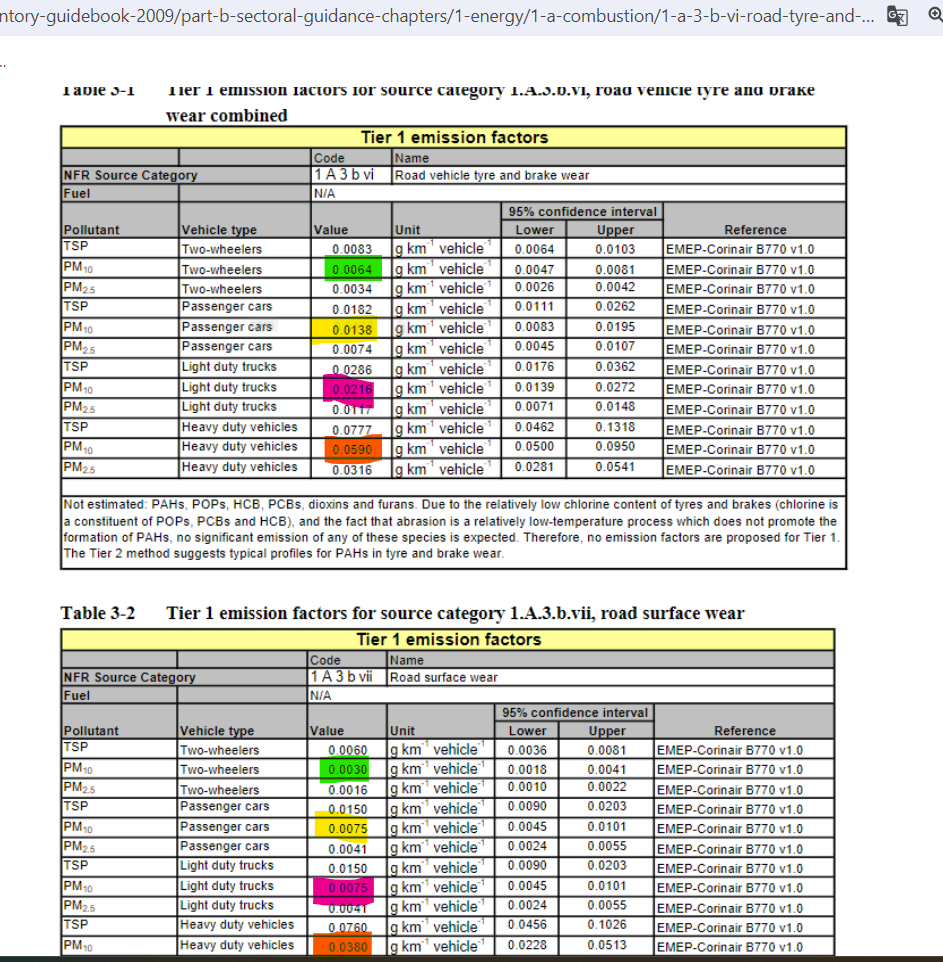 ntory-guidebook-2009/part-b-sectoral-guidance-chapters/1-energy/1-a-combustion/1-a-3-b-vi-road-tyre-and-...
..
Table 3-1 Tier 1 emission factors for source category 1.A.3.b.vi, road vehicle tyre and brake
wear combined
Tier 1 emission factors
Code Name
NFR Source Category 1 A 3 b vi Road vehicle tyre and brake wear
Fuel N/A
95% confidence interval
Pollutant Vehicle type Value Unit Lower Upper Reference
TSP Two-wheelers 0.0083 g km⁻¹ vehicle⁻¹ 0.0064 0.0103 EMEP-Corinair B770 v1.0
PM₁₀ Two-wheelers 0.0064 g km⁻¹ vehicle⁻¹ 0.0047 0.0081 EMEP-Corinair B770 v1.0
PM₂.₅ Two-wheelers 0.0034 g km⁻¹ vehicle⁻¹ 0.0026 0.0042 EMEP-Corinair B770 v1.0
TSP Passenger cars 0.0182 g km⁻¹ vehicle⁻¹ 0.0111 0.0262 EMEP-Corinair B770 v1.0
PM₁₀ Passenger cars 0.0138 g km⁻¹ vehicle⁻¹ 0.0083 0.0195 EMEP-Corinair B770 v1.0
PM₂.₅ Passenger cars 0.0074 g km⁻¹ vehicle⁻¹ 0.0045 0.0107 EMEP-Corinair B770 v1.0
TSP Light duty trucks 0.0286 g km⁻¹ vehicle⁻¹ 0.0176 0.0362 EMEP-Corinair B770 v1.0
PM₁₀ Light duty trucks 0.0216 g km⁻¹ vehicle⁻¹ 0.0139 0.0272 EMEP-Corinair B770 v1.0
PM₂.₅ Light duty trucks 0.0117 g km⁻¹ vehicle⁻¹ 0.0071 0.0148 EMEP-Corinair B770 v1.0
TSP Heavy duty vehicles 0.0777 g km⁻¹ vehicle⁻¹ 0.0462 0.1318 EMEP-Corinair B770 v1.0
PM₁₀ Heavy duty vehicles 0.0590 g km⁻¹ vehicle⁻¹ 0.0500 0.0950 EMEP-Corinair B770 v1.0
PM₂.₅ Heavy duty vehicles 0.0316 g km⁻¹ vehicle⁻¹ 0.0281 0.0541 EMEP-Corinair B770 v1.0
Not estimated: PAHs, POPs, HCB, PCBs, dioxins and furans. Due to the relatively low chlorine content of tyres and brakes (chlorine is
a constituent of POPs, PCBs and HCB), and the fact that abrasion is a relatively low-temperature process which does not promote the
formation of PAHs, no significant emission of any of these species is expected. Therefore, no emission factors are proposed for Tier 1.
The Tier 2 method suggests typical profiles for PAHs in tyre and brake wear.
Table 3-2 Tier 1 emission factors for source category 1.A.3.b.vii, road surface wear
Tier 1 emission factors
Code Name
NFR Source Category 1 A 3 b vii Road surface wear
Fuel N/A
95% confidence interval
Pollutant Vehicle type Value Unit Lower Upper Reference
TSP Two-wheelers 0.0060 g km⁻¹ vehicle⁻¹ 0.0036 0.0081 EMEP-Corinair B770 v1.0
PM₁₀ Two-wheelers 0.0030 g km⁻¹ vehicle⁻¹ 0.0018 0.0041 EMEP-Corinair B770 v1.0
PM₂.₅ Two-wheelers 0.0016 g km⁻¹ vehicle⁻¹ 0.0010 0.0022 EMEP-Corinair B770 v1.0
TSP Passenger cars 0.0150 g km⁻¹ vehicle⁻¹ 0.0090 0.0203 EMEP-Corinair B770 v1.0
PM₁₀ Passenger cars 0.0075 g km⁻¹ vehicle⁻¹ 0.0045 0.0101 EMEP-Corinair B770 v1.0
PM₂.₅ Passenger cars 0.0041 g km⁻¹ vehicle⁻¹ 0.0024 0.0055 EMEP-Corinair B770 v1.0
TSP Light duty trucks 0.0150 g km⁻¹ vehicle⁻¹ 0.0090 0.0203 EMEP-Corinair B770 v1.0
PM₁₀ Light duty trucks 0.0075 g km⁻¹ vehicle⁻¹ 0.0045 0.0101 EMEP-Corinair B770 v1.0
PM₂.₅ Light duty trucks 0.0041 g km⁻¹ vehicle⁻¹ 0.0024 0.0055 EMEP-Corinair B770 v1.0
TSP Heavy duty vehicles 0.0760 g km⁻¹ vehicle⁻¹ 0.0456 0.1026 EMEP-Corinair B770 v1.0
PM₁₀ Heavy duty vehicles 0.0380 g km⁻¹ vehicle⁻¹ 0.0228 0.0513 EMEP-Corinair B770 v1.0